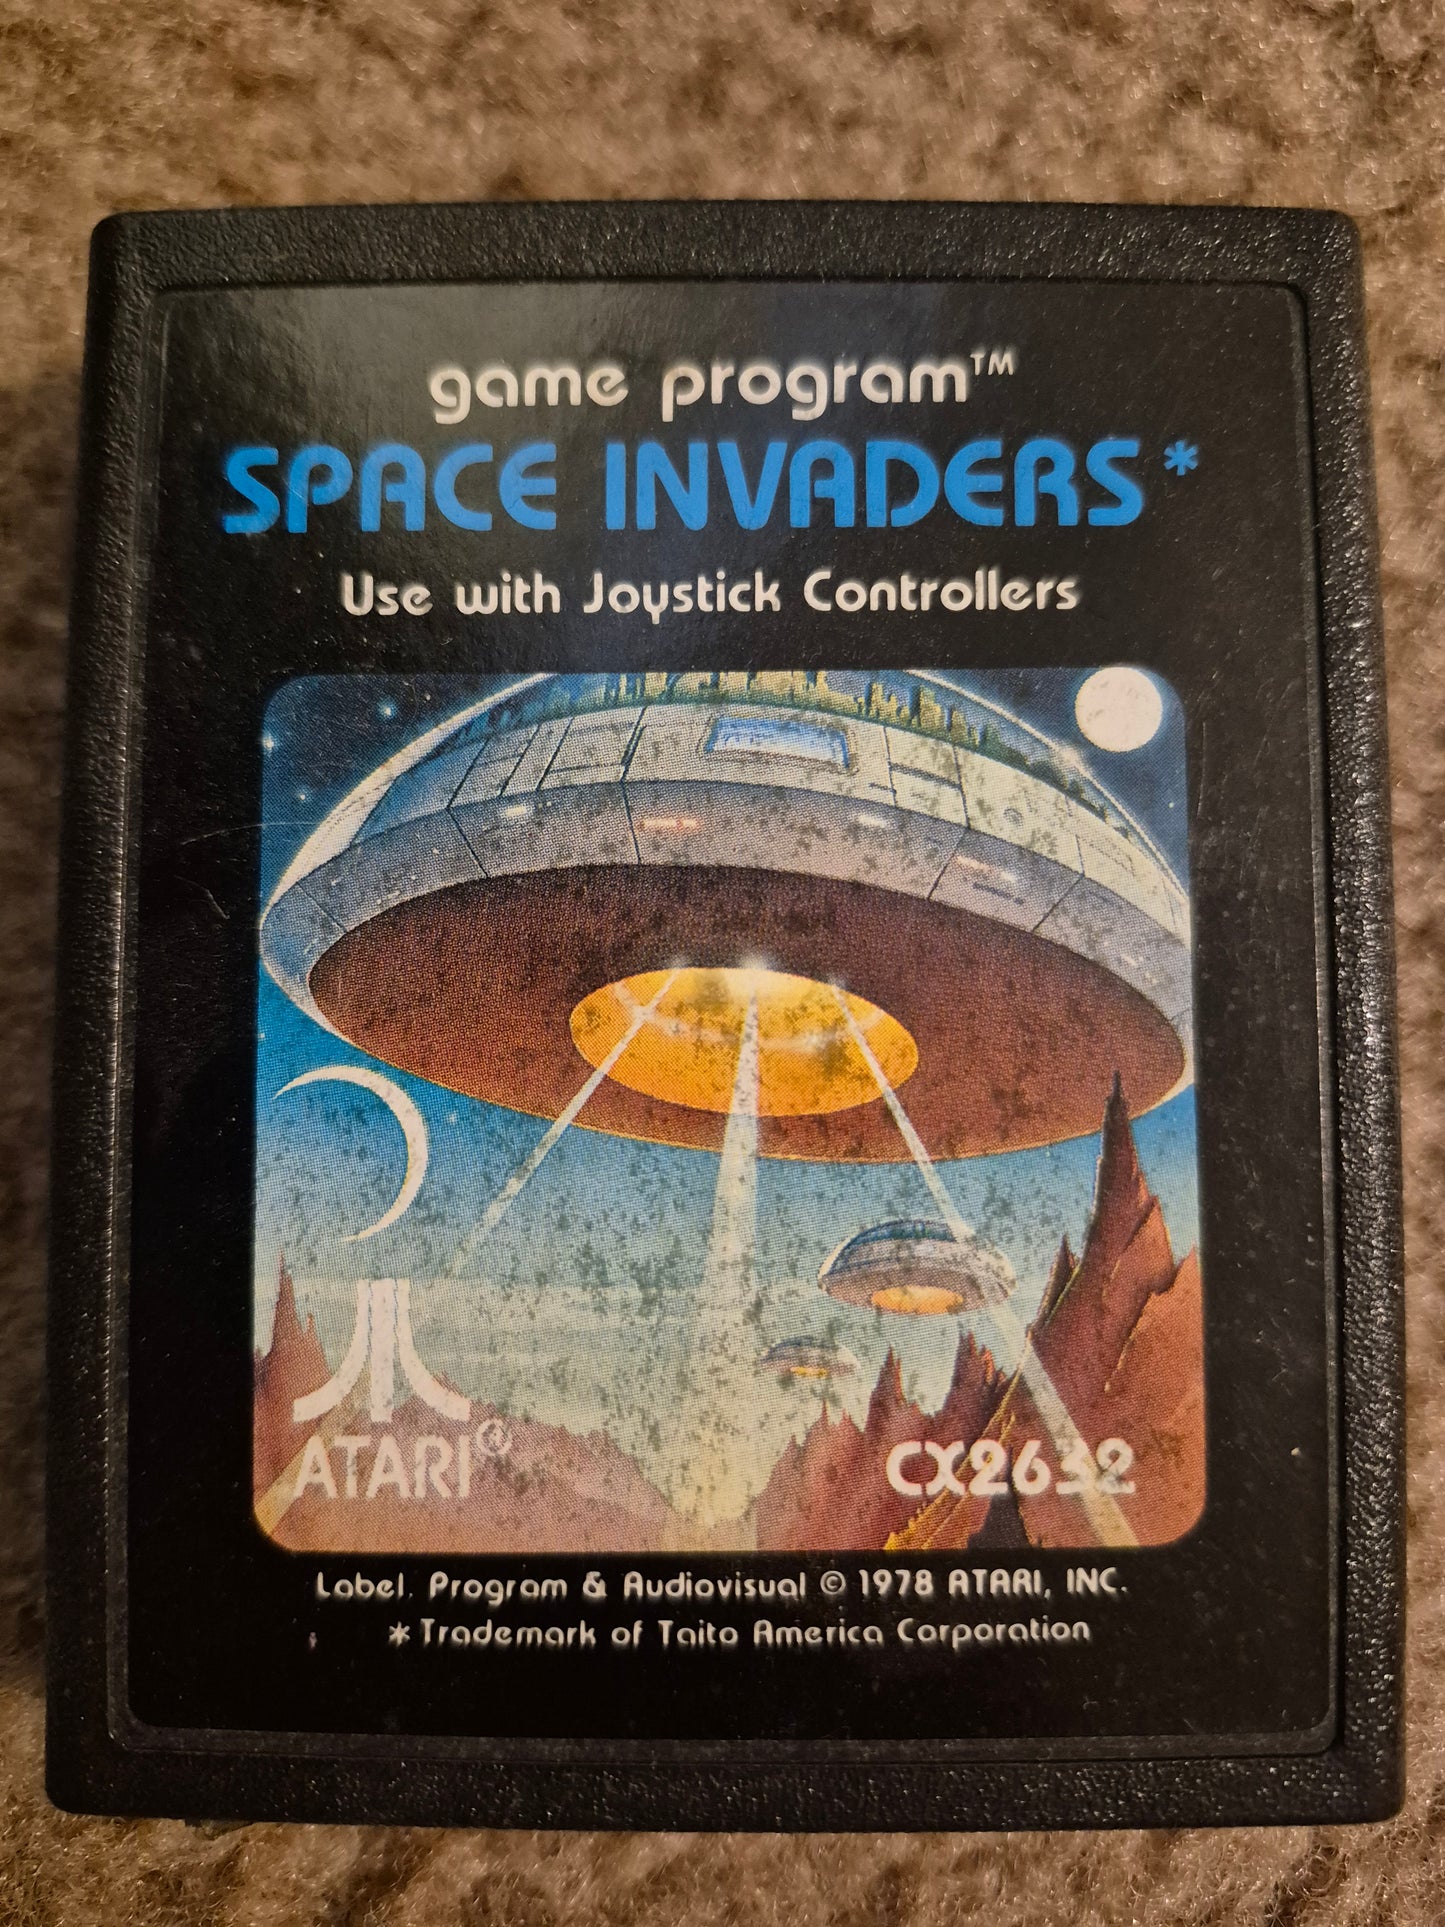 game program™
SPACE INVADERS*
Use with Joystick Controllers
ATARI®
CX2632
Label, Program & Audiovisual © 1978 ATARI, INC.
* Trademark of Taito America Corporation